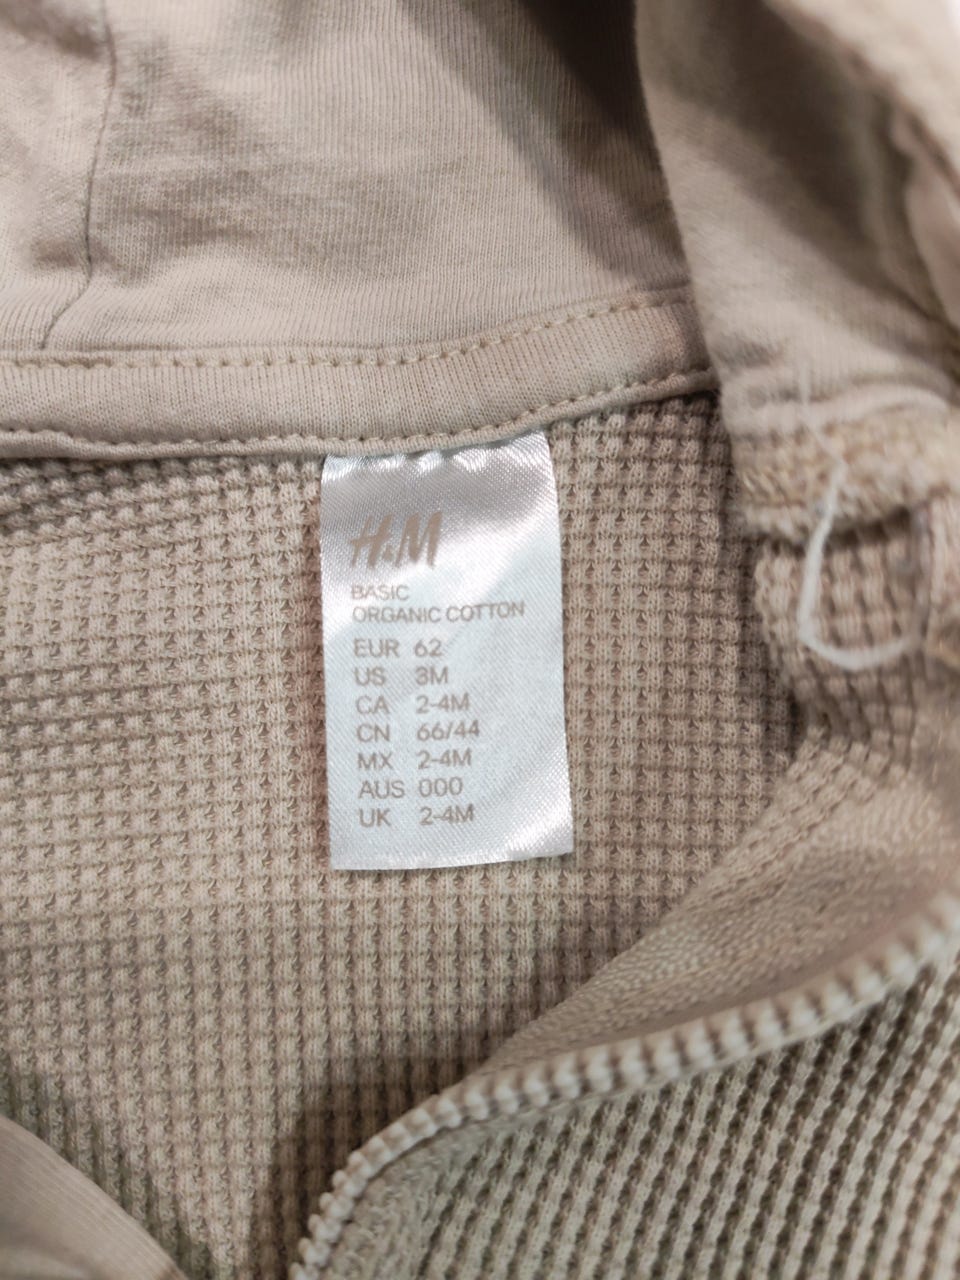 H&M
BASIC
ORGANIC COTTON
EUR 62
US 3M
CA 2-4M
CN 66/44
MX 2-4M
AUS 000
UK 2-4M